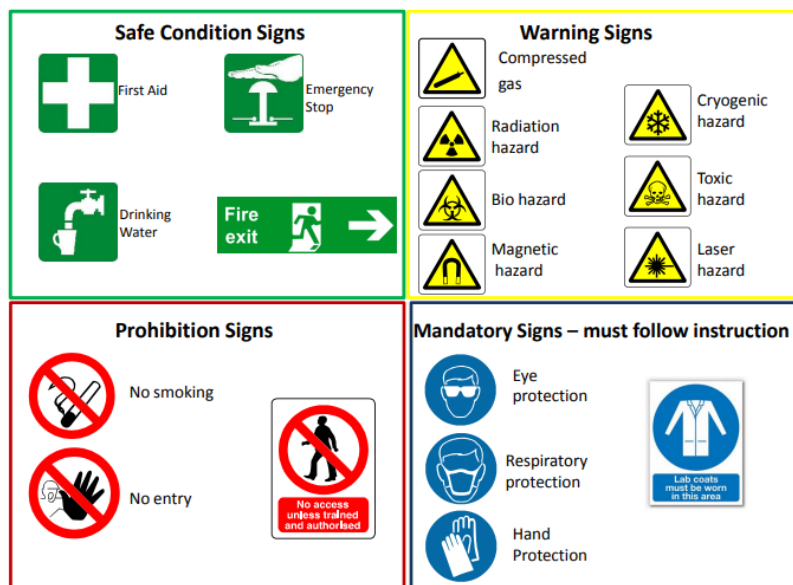 Safe Condition Signs
First Aid
Emergency
Stop
Drinking
Water
Fire
exit
Warning Signs
Compressed
gas
Radiation
hazard
Bio hazard
Magnetic
hazard
Cryogenic
hazard
Toxic
hazard
Laser
hazard
Prohibition Signs
No smoking
No entry
No access
unless trained
and authorised
Mandatory Signs – must follow instruction
Eye
protection
Respiratory
protection
Hand
Protection
Lab coats
must be worn
in this area